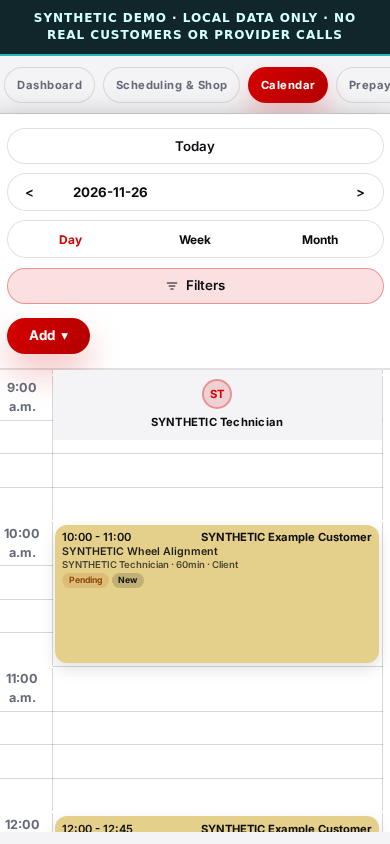 SYNTHETIC DEMO · LOCAL DATA ONLY · NO
REAL CUSTOMERS OR PROVIDER CALLS
Dashboard Scheduling & Shop Calendar Prepay
Today
< 2026-11-26 >
Day Week Month
Filters
Add ▾
9:00
a.m.
ST
SYNTHETIC Technician
10:00
a.m.
10:00 - 11:00 SYNTHETIC Example Customer
SYNTHETIC Wheel Alignment
SYNTHETIC Technician · 60min · Client
Pending New
11:00
a.m.
12:00
12:00 - 12:45 SYNTHETIC Example Customer